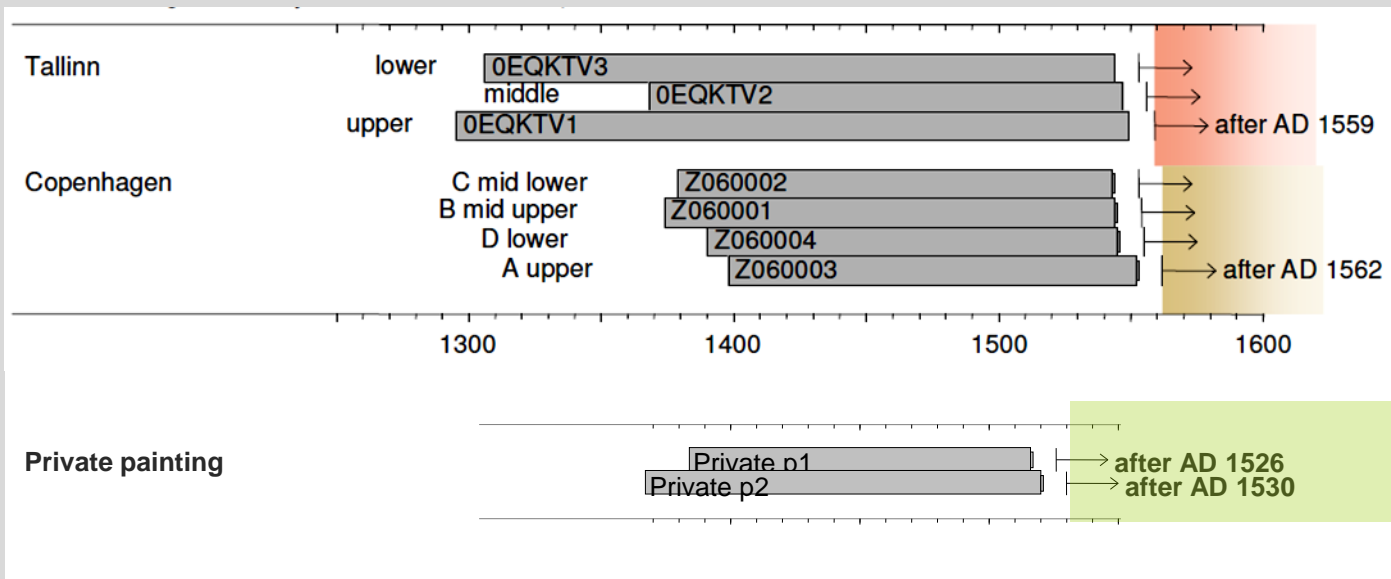 Tallinn lower 0EQKTV3
middle 0EQKTV2
upper 0EQKTV1 after AD 1559
Copenhagen C mid lower Z060002
B mid upper Z060001
D lower Z060004
A upper Z060003 after AD 1562
1300 1400 1500 1600
Private painting Private p1 after AD 1526
Private p2 after AD 1530